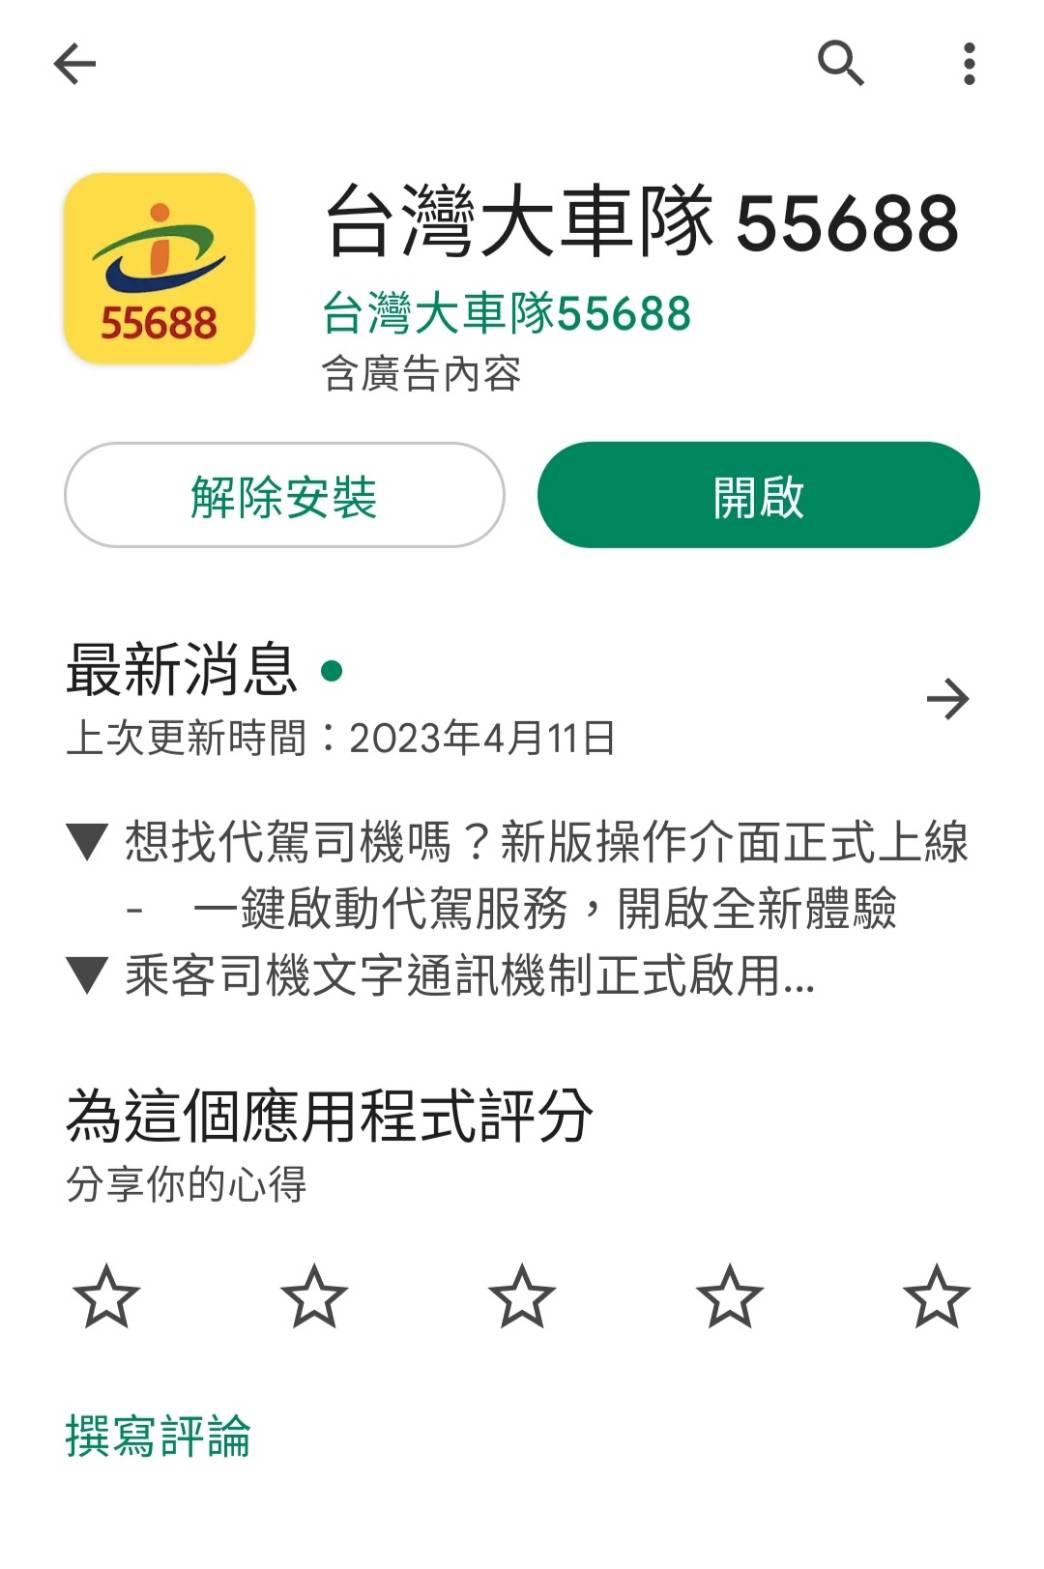 55688
台灣大車隊 55688
台灣大車隊55688
含廣告內容
解除安裝
開啟
最新消息
上次更新時間：2023年4月11日
▼ 想找代駕司機嗎？新版操作介面正式上線
- 一鍵啟動代駕服務，開啟全新體驗
▼ 乘客司機文字通訊機制正式啟用...
為這個應用程式評分
分享你的心得
撰寫評論